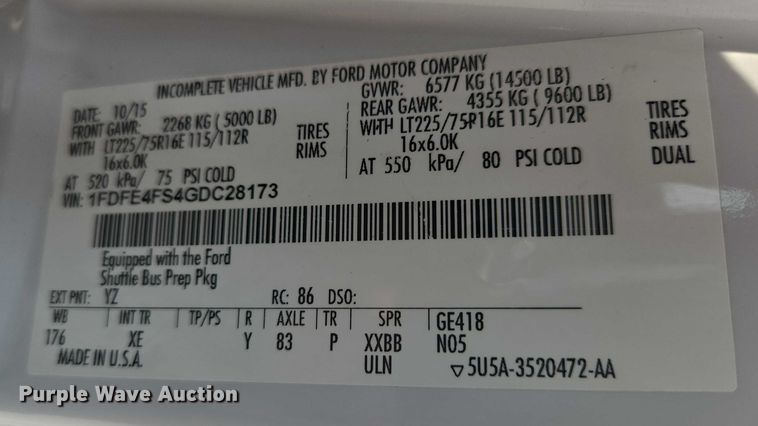 INCOMPLETE VEHICLE MFD. BY FORD MOTOR COMPANY
DATE: 10/15 GVWR: 6577 KG (14500 LB)
FRONT GAWR: 2268 KG (5000 LB) REAR GAWR: 4355 KG (9600 LB)
WITH LT225/75R16E 115/112R TIRES WITH LT225/75R16E 115/112R TIRES
16x6.0K RIMS 16x6.0K RIMS
AT 520 kPa/ 75 PSI COLD AT 550 kPa/ 80 PSI COLD DUAL
VIN: 1FDFE4FS4GDC28173
Equipped with the Ford
Shuttle Bus Prep Pkg
EXT PNT: YZ RC: 86 DSO:
WB INT TR TP/PS R AXLE TR SPR GE418
176 XE Y 83 P XXBB N05
MADE IN U.S.A. ULN ▽5U5A-3520472-AA
Purple Wave Auction